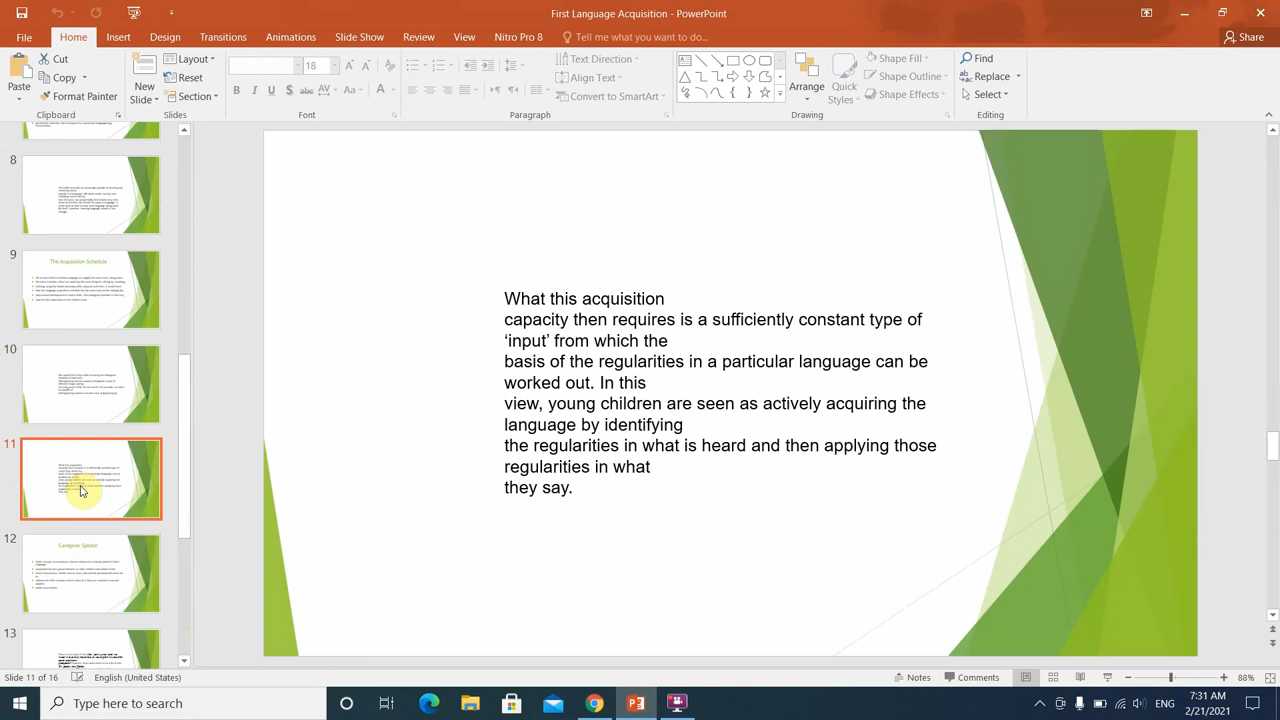 First Language Acquisition - PowerPoint
File Home Insert Design Transitions Animations Slide Show Review View Nitro Pro 8 Tell me what you want to do... Share
Paste
Cut
Copy
Format Painter
Clipboard
New Slide
Layout
Reset
Section
Slides
18
B I U S abc AV Aa A
Font
Text Direction
Align Text
Convert to SmartArt
Paragraph
Arrange
Quick Styles
Shape Fill
Shape Outline
Shape Effects
Drawing
Find
Replace
Select
Editing
8
9
The Acquisition Schedule
10
11
12
Caregiver Speech
13
What this acquisition
capacity then requires is a sufficiently constant type of
‘input’ from which the
basis of the regularities in a particular language can be
worked out. In this
view, young children are seen as actively acquiring the
language by identifying
the regularities in what is heard and then applying those
regularities in what
they say.
Slide 11 of 16 English (United States) Notes Comments 88%
Type here to search
ENG
7:31 AM
2/21/2021